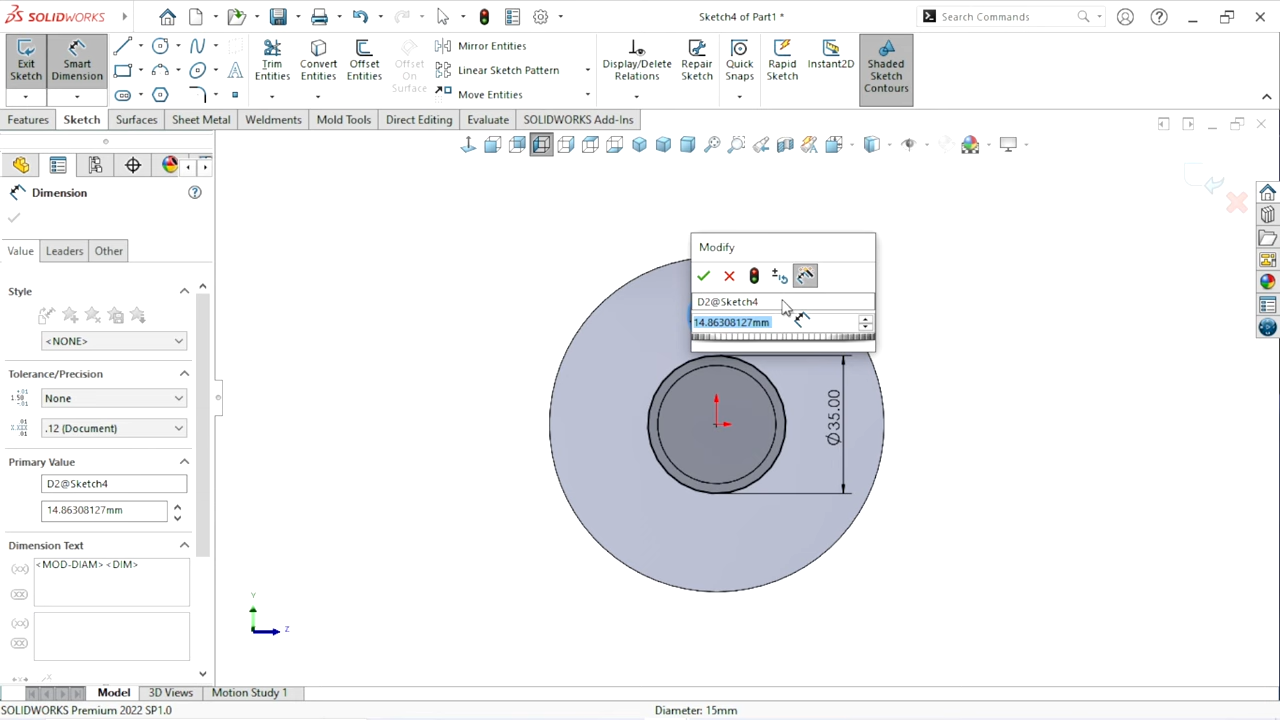 SOLIDWORKS
Sketch4 of Part1 *
Search Commands
Exit Sketch
Smart Dimension
Trim Entities
Convert Entities
Offset Entities
Offset On Surface
Mirror Entities
Linear Sketch Pattern
Move Entities
Display/Delete Relations
Repair Sketch
Quick Snaps
Rapid Sketch
Instant2D
Shaded Sketch Contours
Features
Sketch
Surfaces
Sheet Metal
Weldments
Mold Tools
Direct Editing
Evaluate
SOLIDWORKS Add-Ins
Dimension
Value
Leaders
Other
Style
<NONE>
Tolerance/Precision
None
.12 (Document)
Primary Value
D2@Sketch4
14.86308127mm
Dimension Text
<MOD-DIAM><DIM>
Modify
D2@Sketch4
14.86308127mm
Ø35.00
Y
Z
Model
3D Views
Motion Study 1
SOLIDWORKS Premium 2022 SP1.0
Diameter: 15mm